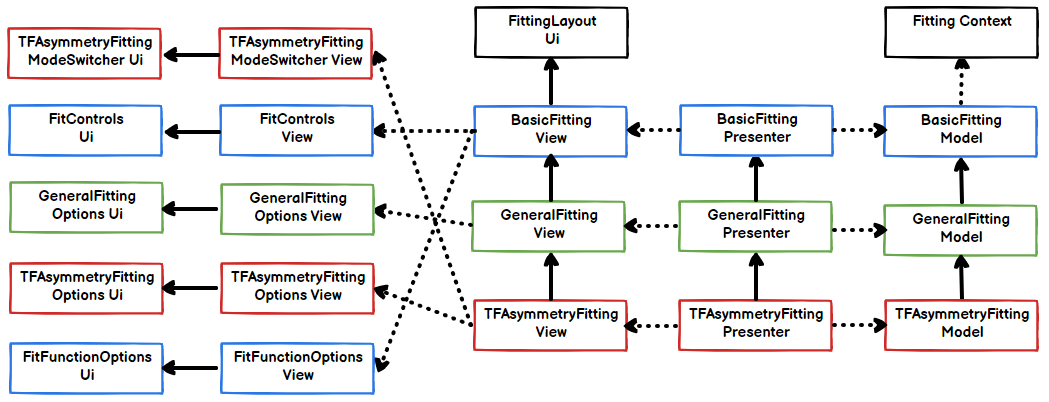 TFAsymmetryFitting
ModeSwitcher Ui
TFAsymmetryFitting
ModeSwitcher View
FittingLayout
Ui
Fitting Context
FitControls
Ui
FitControls
View
BasicFitting
View
BasicFitting
Presenter
BasicFitting
Model
GeneralFitting
Options Ui
GeneralFitting
Options View
GeneralFitting
View
GeneralFitting
Presenter
GeneralFitting
Model
TFAsymmetryFitting
Options Ui
TFAsymmetryFitting
Options View
TFAsymmetryFitting
View
TFAsymmetryFitting
Presenter
TFAsymmetryFitting
Model
FitFunctionOptions
Ui
FitFunctionOptions
View